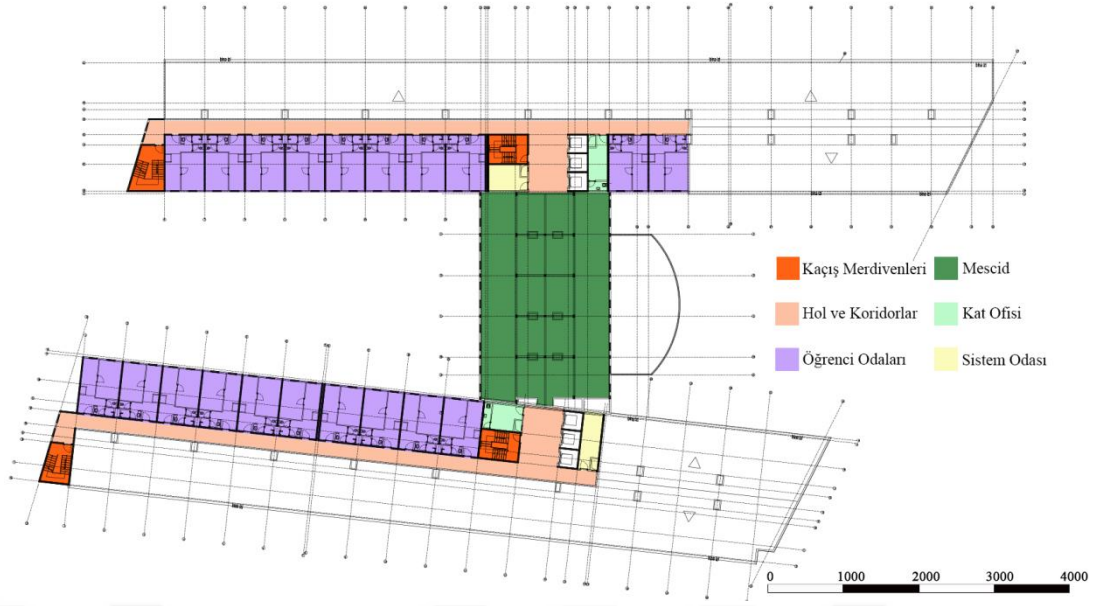 Kaçış Merdivenleri
Mescid
Hol ve Koridorlar
Kat Ofisi
Öğrenci Odaları
Sistem Odası
0 1000 2000 3000 4000